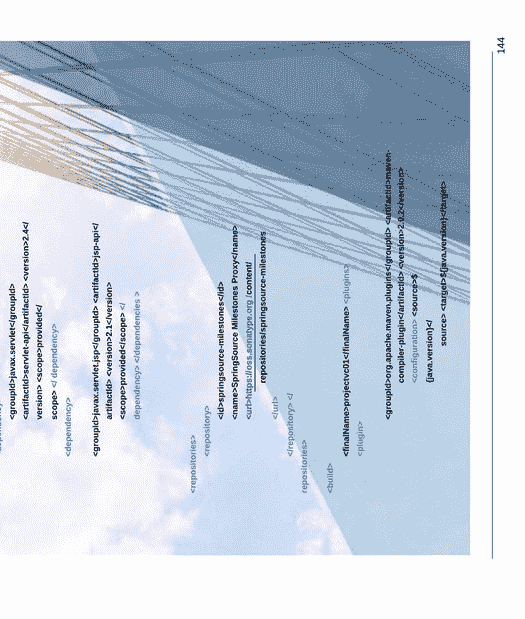 144
<groupId>javax.servlet</groupId>
<artifactId>servlet-api</artifactId> <version>2.4</
version> <scope>provided</
scope> </ dependency>
<dependency>
<groupId>javax.servlet.jsp</groupId> <artifactId>jsp-api</
artifactId> <version>2.1</version>
<scope>provided</scope> </
dependency> </dependencies >
<repositories>
<repository>
<id>springsource-milestones</id>
<name>SpringSource Milestones Proxy</name>
<url>https://oss.sonatype.org /content/
repositories/springsource-milestones
</url>
</repository> </
repositories>
<build>
<finalName>projectvc01</finalName> <plugins>
<plugin>
<groupId>org.apache.maven.plugins</groupId> <artifactId>maven-
compiler-plugin</artifactId> <version>2.0.2</version>
<configuration> <source>$
{java.version}</
source> <target>${java.version}</target>